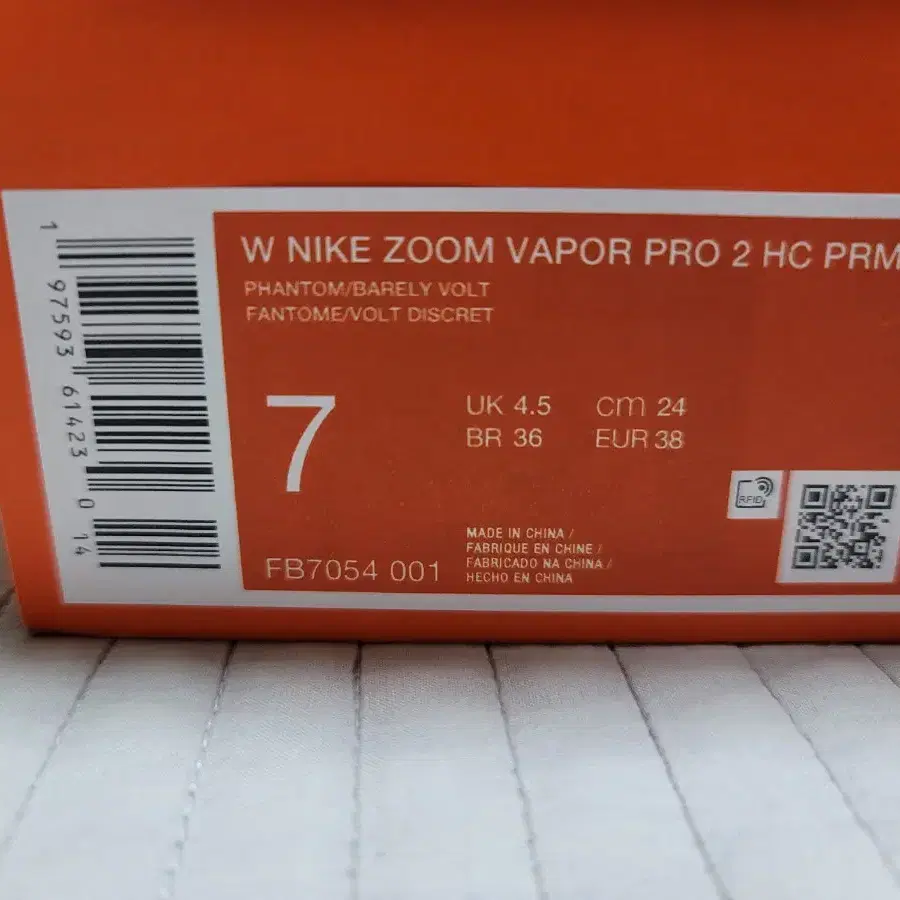 W NIKE ZOOM VAPOR PRO 2 HC PRM
PHANTOM/BARELY VOLT
FANTOME/VOLT DISCRET
7
UK 4.5 cm 24
BR 36 EUR 38
RFID
MADE IN CHINA /
FABRIQUE EN CHINE /
FABRICADO NA CHINA /
HECHO EN CHINA
FB7054 001
1 97593 61423 0 14